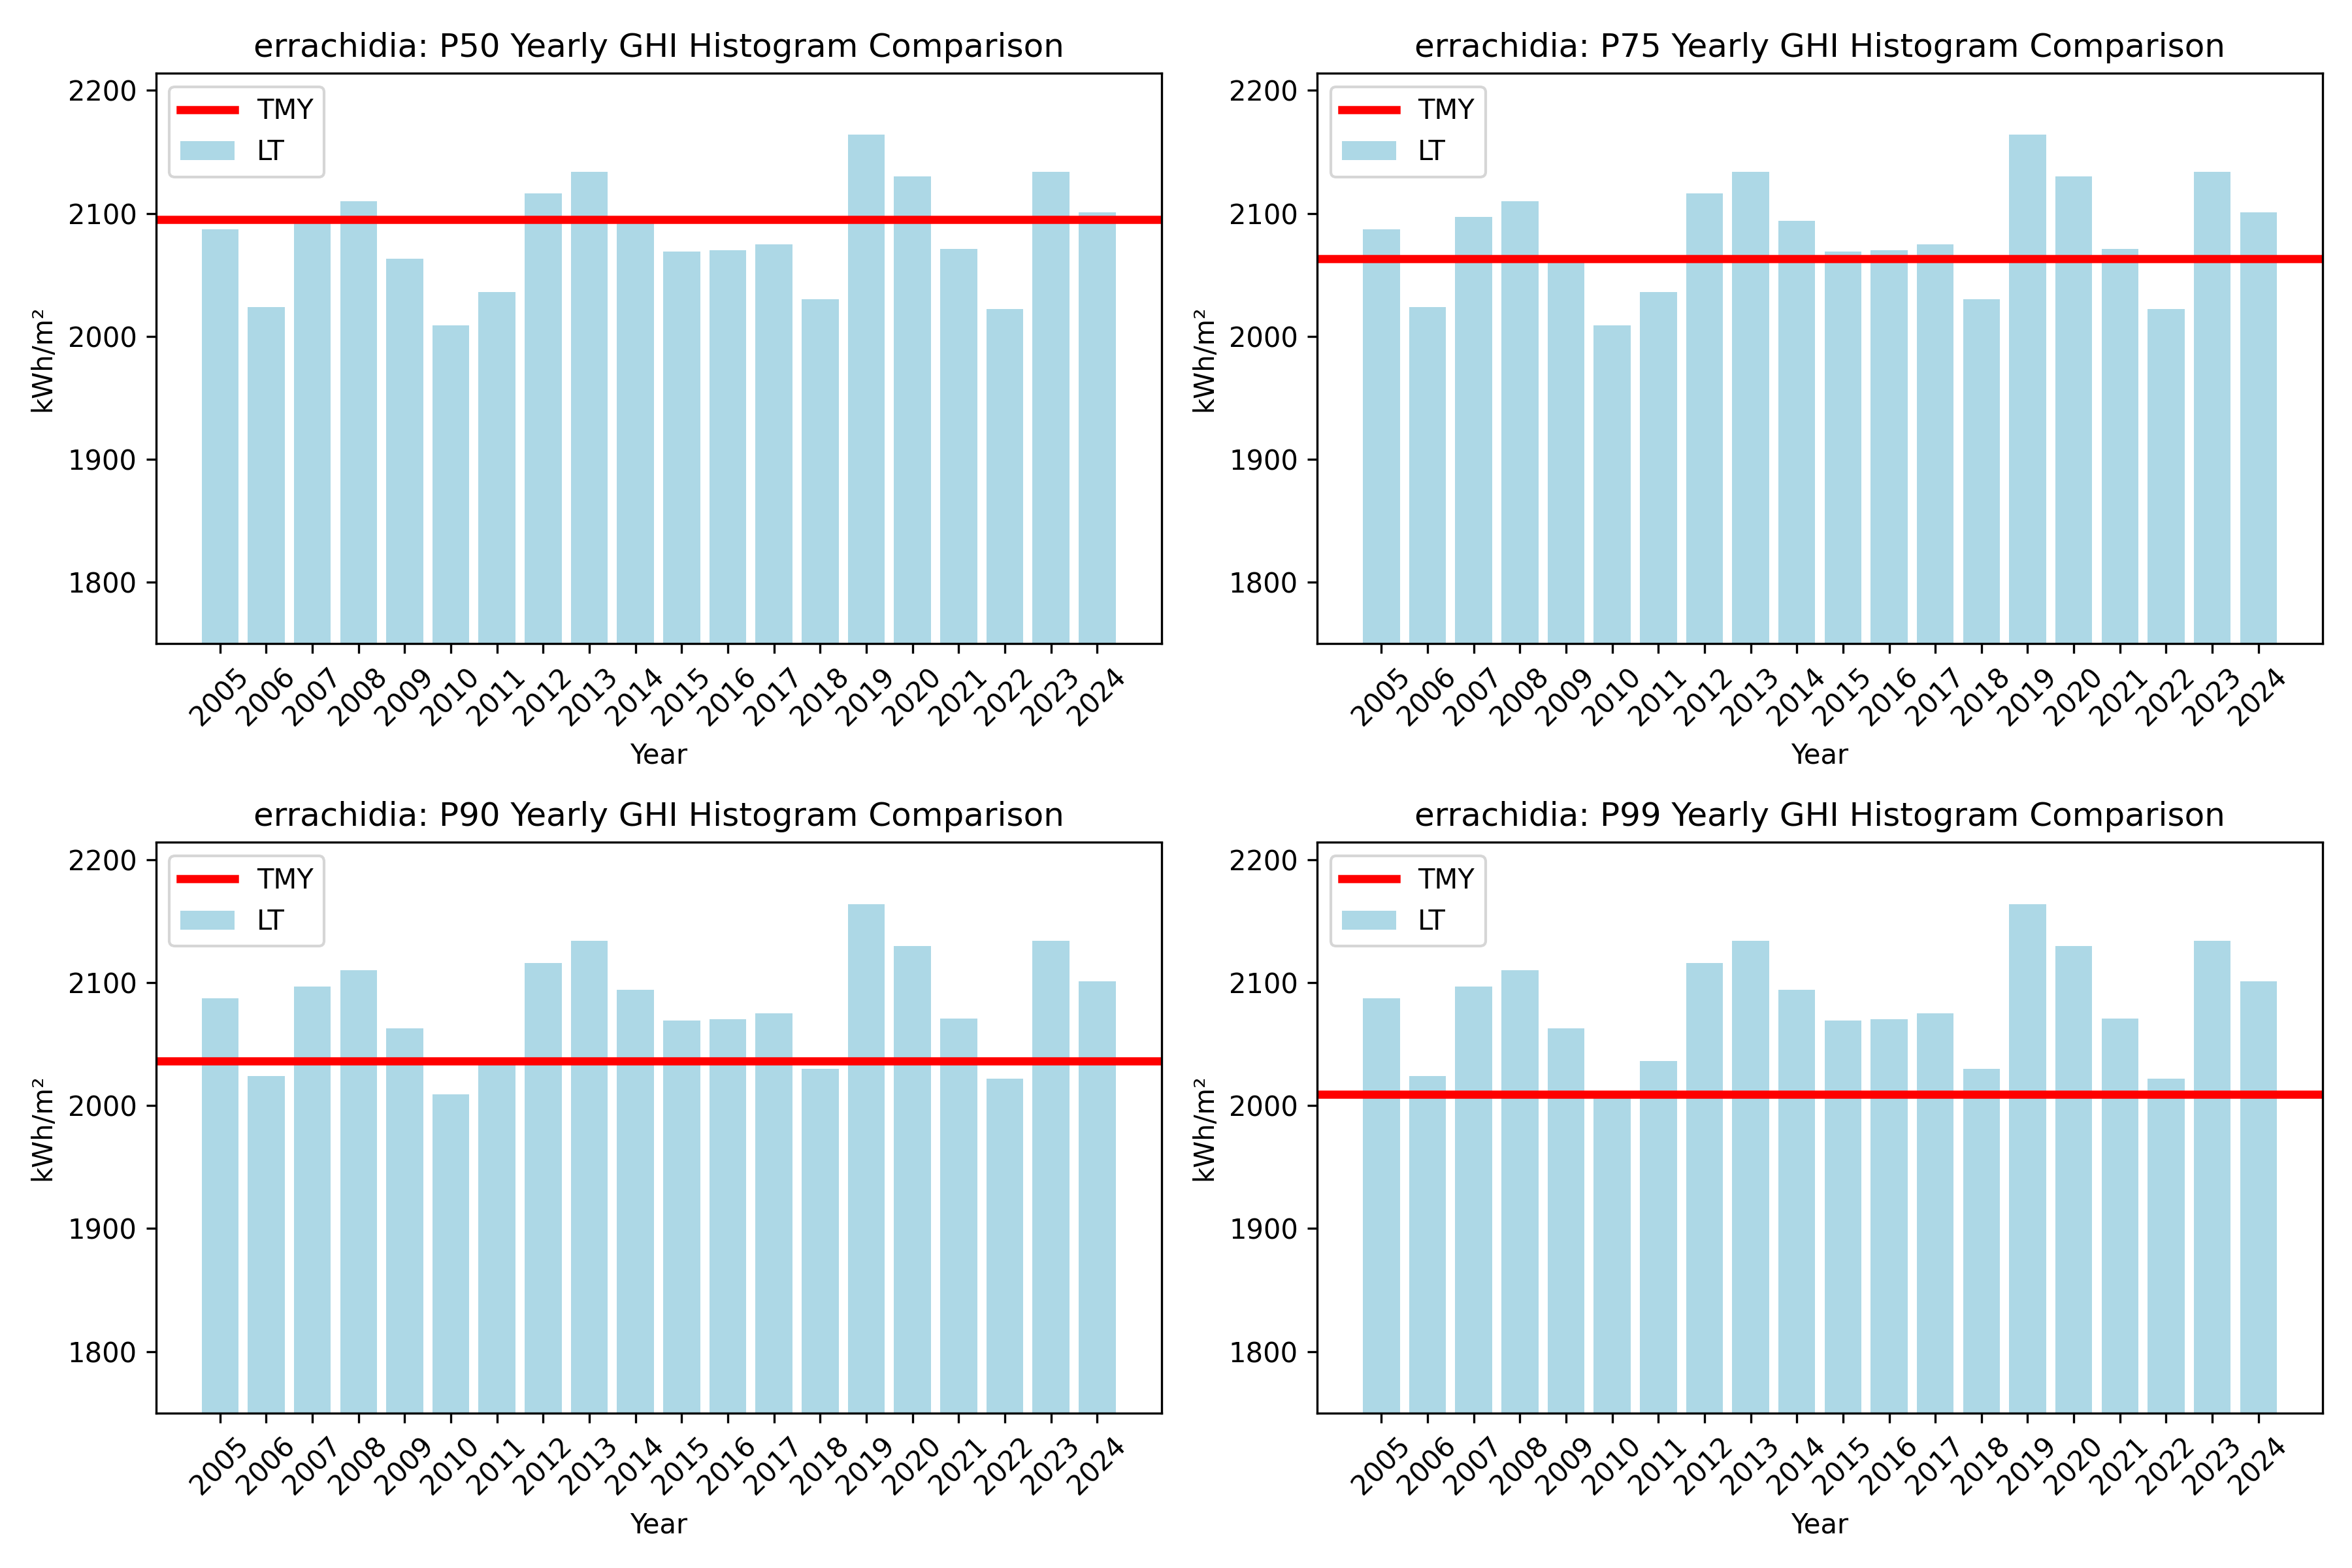 errachidia: P50 Yearly GHI Histogram Comparison
TMY
LT
2200
2100
2000
1900
1800
kWh/m²
2005 2006 2007 2008 2009 2010 2011 2012 2013 2014 2015 2016 2017 2018 2019 2020 2021 2022 2023 2024
Year
errachidia: P75 Yearly GHI Histogram Comparison
TMY
LT
2200
2100
2000
1900
1800
kWh/m²
2005 2006 2007 2008 2009 2010 2011 2012 2013 2014 2015 2016 2017 2018 2019 2020 2021 2022 2023 2024
Year
errachidia: P90 Yearly GHI Histogram Comparison
TMY
LT
2200
2100
2000
1900
1800
kWh/m²
2005 2006 2007 2008 2009 2010 2011 2012 2013 2014 2015 2016 2017 2018 2019 2020 2021 2022 2023 2024
Year
errachidia: P99 Yearly GHI Histogram Comparison
TMY
LT
2200
2100
2000
1900
1800
kWh/m²
2005 2006 2007 2008 2009 2010 2011 2012 2013 2014 2015 2016 2017 2018 2019 2020 2021 2022 2023 2024
Year